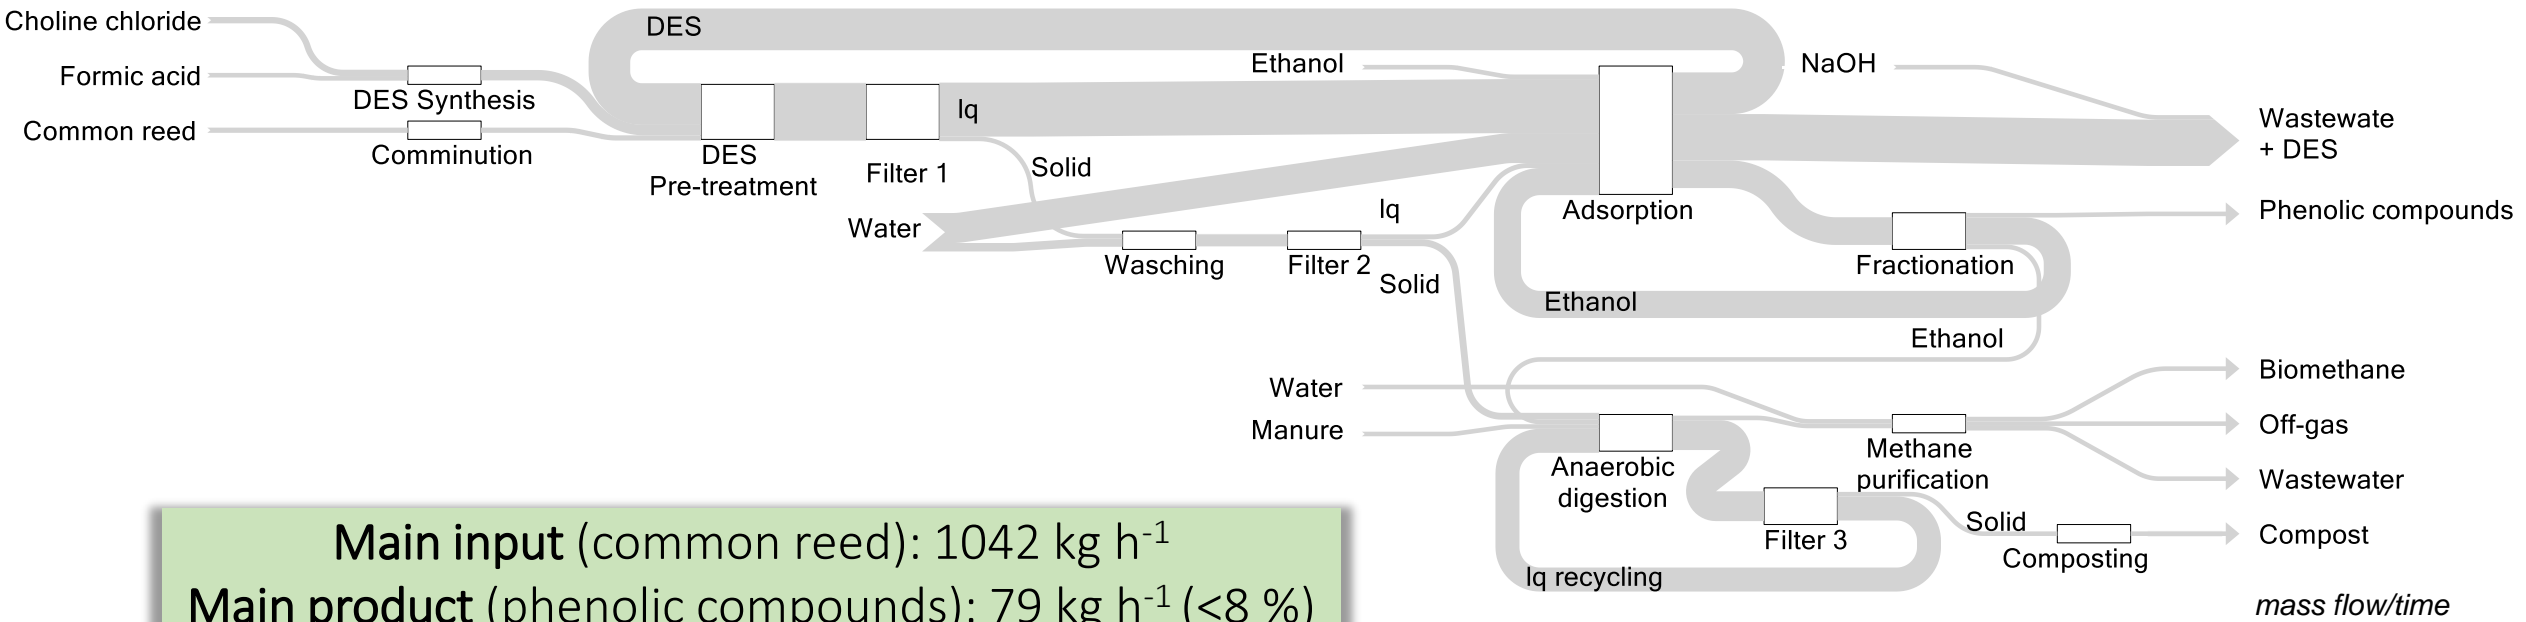 Choline chloride
Formic acid
Common reed
DES Synthesis
Comminution
DES
DES
Pre-treatment
Filter 1
lq
Solid
Water
Wasching
Filter 2
lq
Solid
Ethanol
Adsorption
NaOH
Wastewate
+ DES
Phenolic compounds
Fractionation
Ethanol
Ethanol
Water
Manure
Anaerobic
digestion
Methane
purification
Filter 3
Solid
Composting
lq recycling
Biomethane
Off-gas
Wastewater
Compost
mass flow/time
Main input (common reed): 1042 kg h-1
Main product (phenolic compounds): 79 kg h-1 (<8 %)